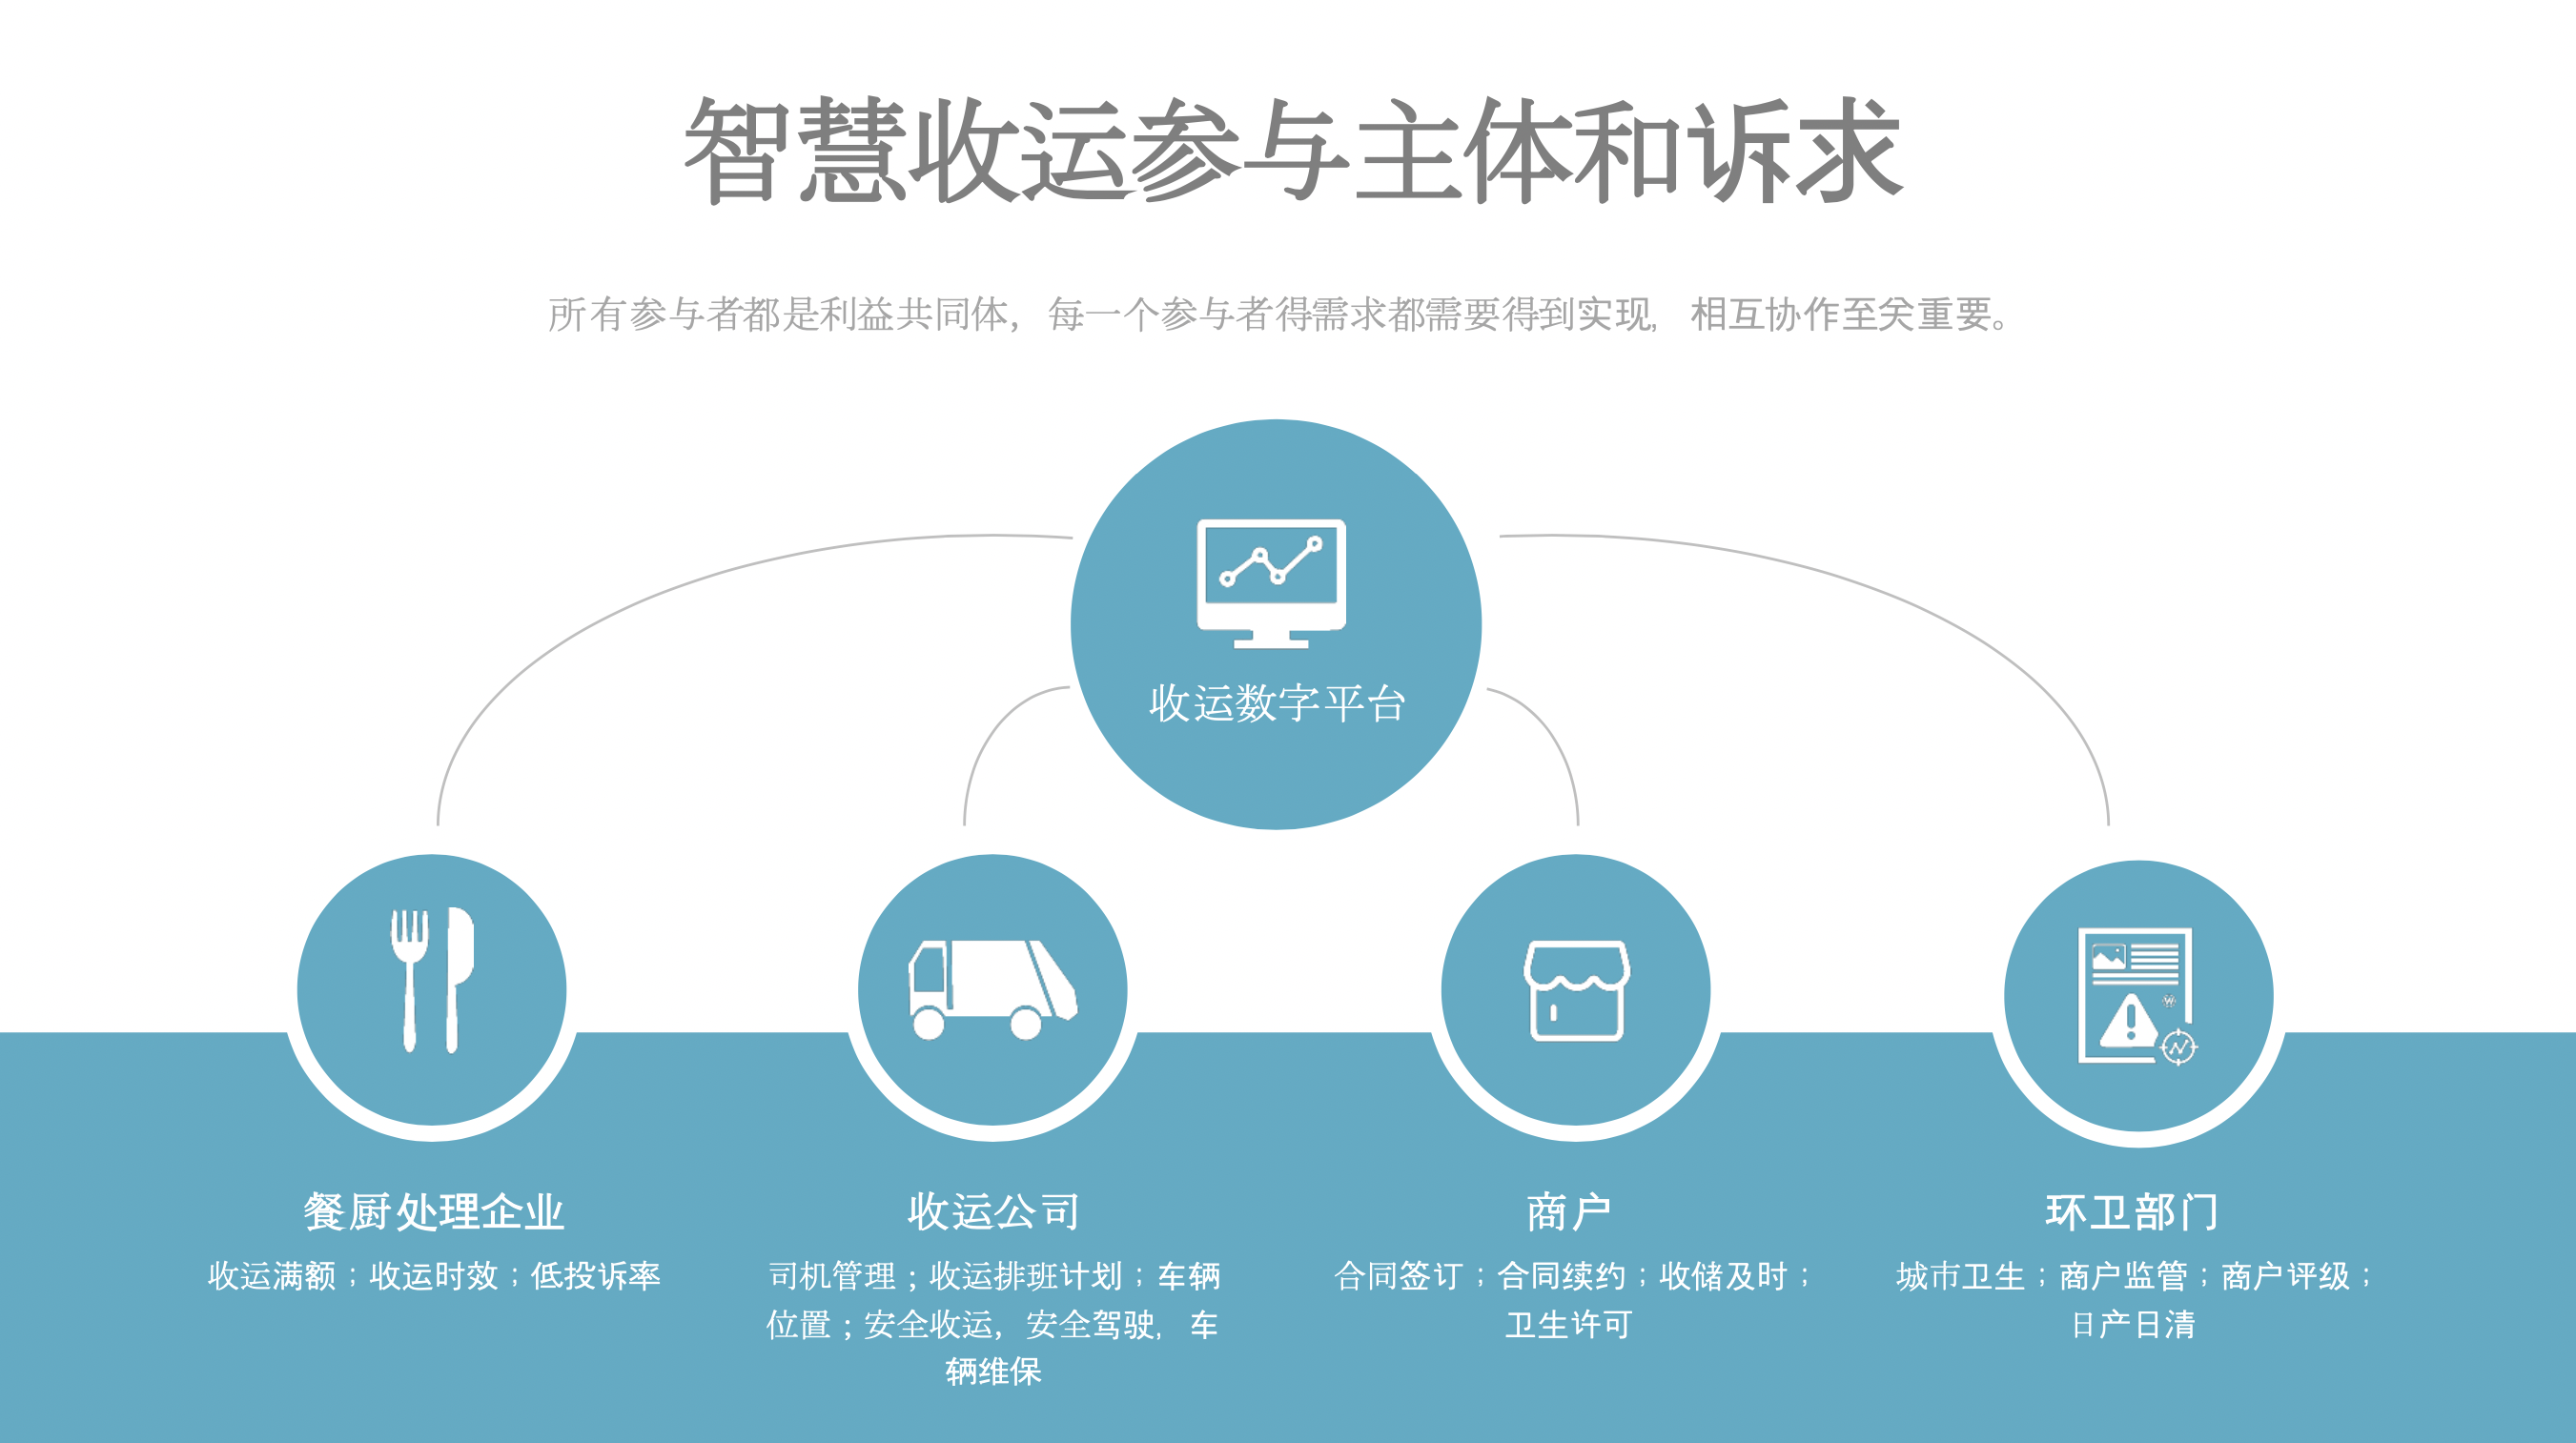 智慧收运参与主体和诉求
所有参与者都是利益共同体，每一个参与者得需求都需要得到实现，相互协作至关重要。
收运数字平台
餐厨处理企业
收运满额；收运时效；低投诉率
收运公司
司机管理；收运排班计划；车辆
位置；安全收运，安全驾驶，车
辆维保
商户
合同签订；合同续约；收储及时；
卫生许可
环卫部门
城市卫生；商户监管；商户评级；
日产日清